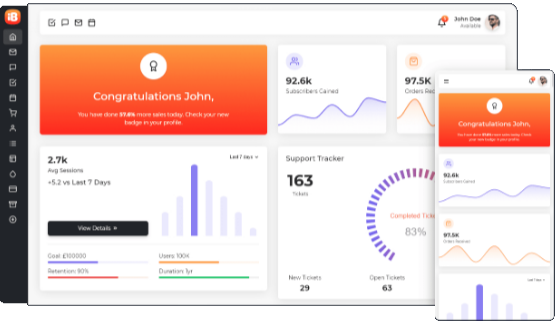 iB
John Doe
Available
Congratulations John,
You have done 57.6% more sales today. Check your new
badge in your profile.
92.6k
Subscribers Gained
97.5K
Orders Rec
2.7k
Avg Sessions
+5.2 vs Last 7 Days
Last 7 days
View Details »
Goal: £100000
Users: 100K
Retention: 90%
Duration: 1yr
Support Tracker
163
Tickets
Completed Ticke
83%
New Tickets
29
Open Tickets
63
Congratulations John,
You have done 57.6% more sales today. Check your new
badge in your profile.
92.6k
Subscribers Gained
97.5K
Orders Received